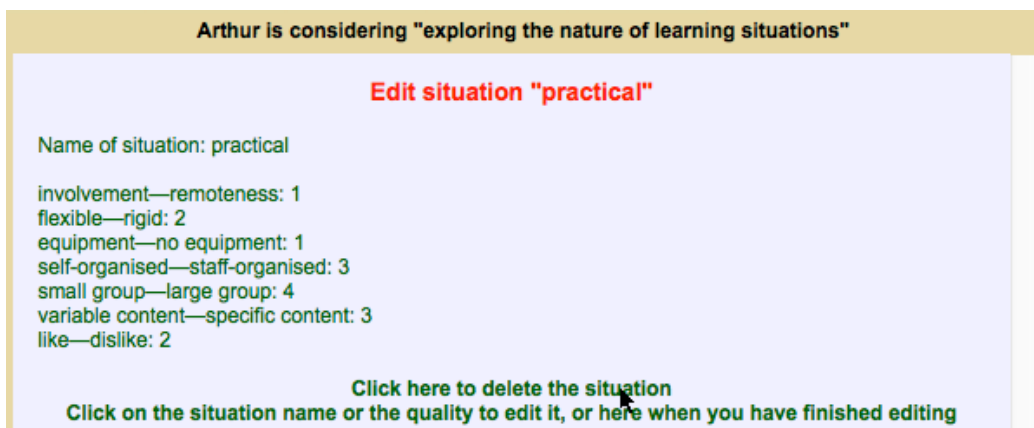 Arthur is considering "exploring the nature of learning situations"
Edit situation "practical"
Name of situation: practical
involvement—remoteness: 1
flexible—rigid: 2
equipment—no equipment: 1
self-organised—staff-organised: 3
small group—large group: 4
variable content—specific content: 3
like—dislike: 2
Click here to delete the situation
Click on the situation name or the quality to edit it, or here when you have finished editing